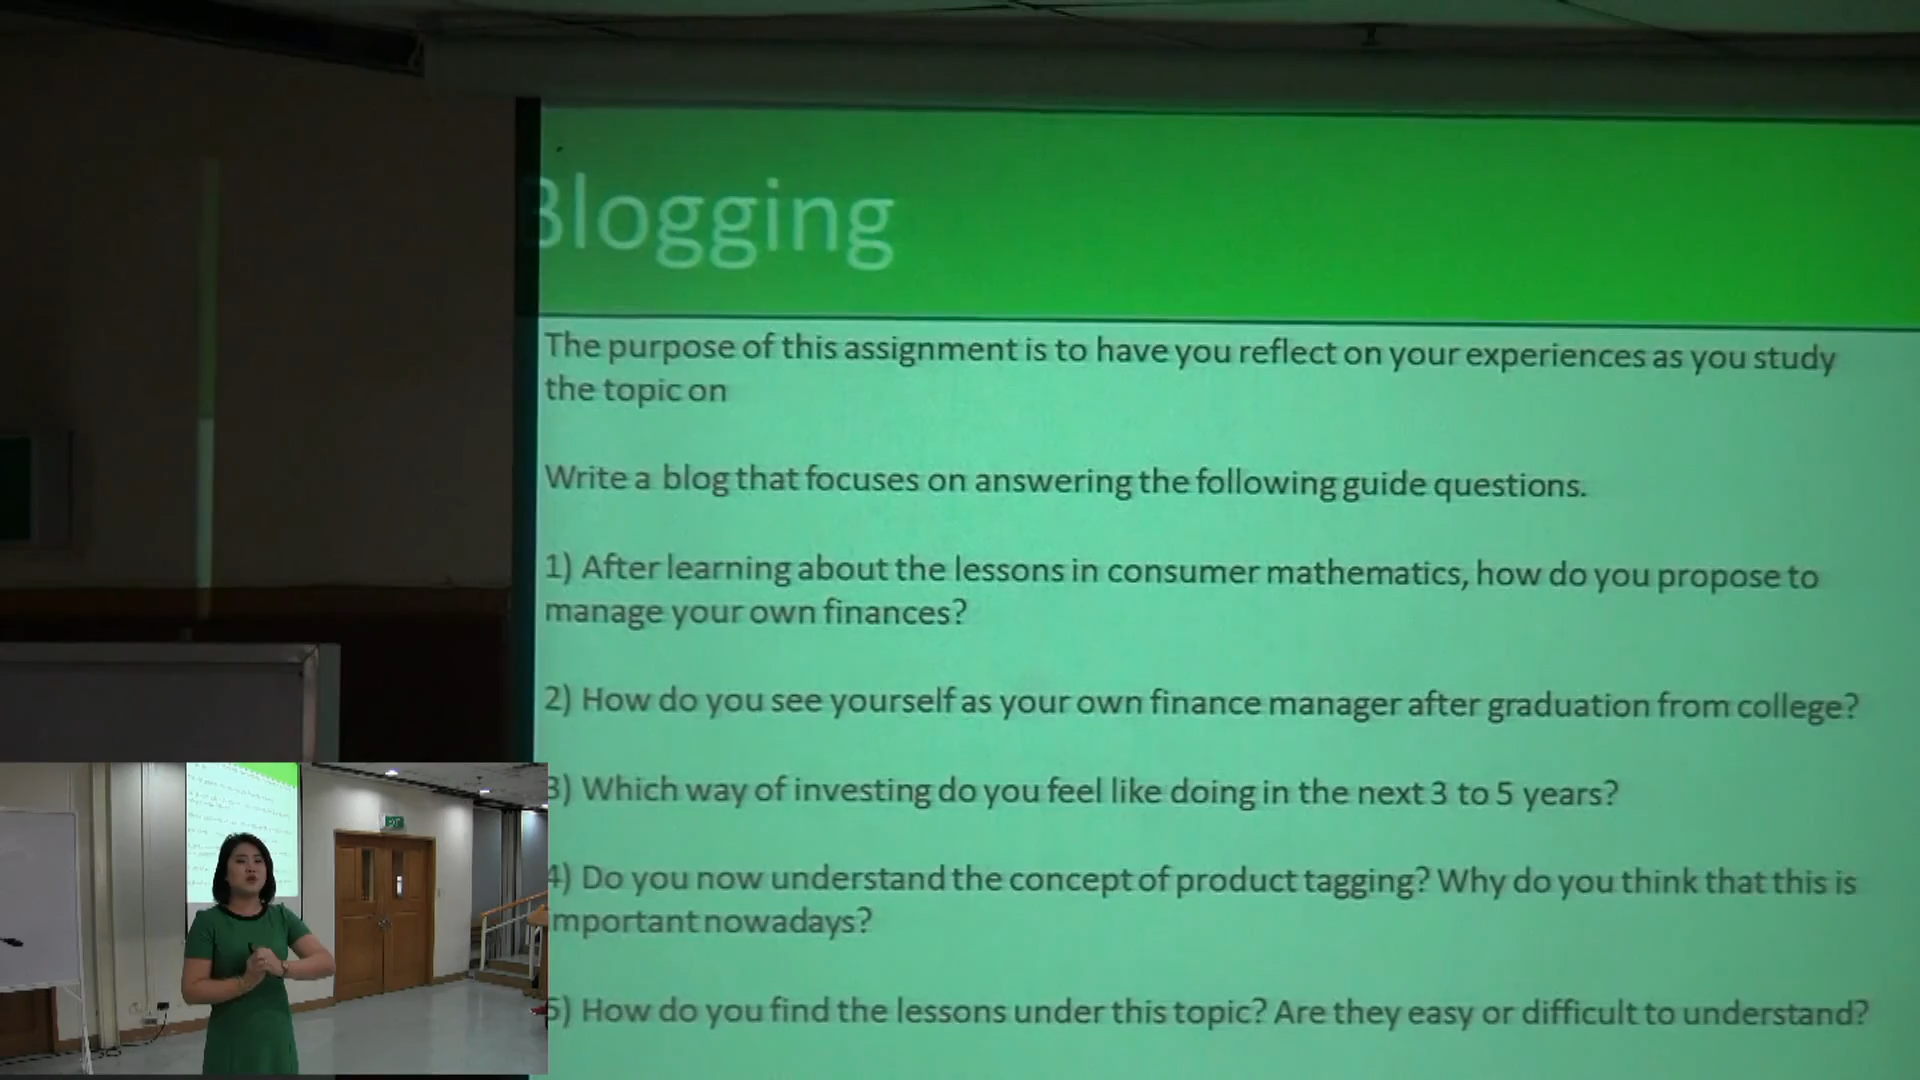 Blogging
The purpose of this assignment is to have you reflect on your experiences as you study
the topic on
Write a blog that focuses on answering the following guide questions.
1) After learning about the lessons in consumer mathematics, how do you propose to
manage your own finances?
2) How do you see yourself as your own finance manager after graduation from college?
3) Which way of investing do you feel like doing in the next 3 to 5 years?
4) Do you now understand the concept of product tagging? Why do you think that this is
mportant nowadays?
5) How do you find the lessons under this topic? Are they easy or difficult to understand?